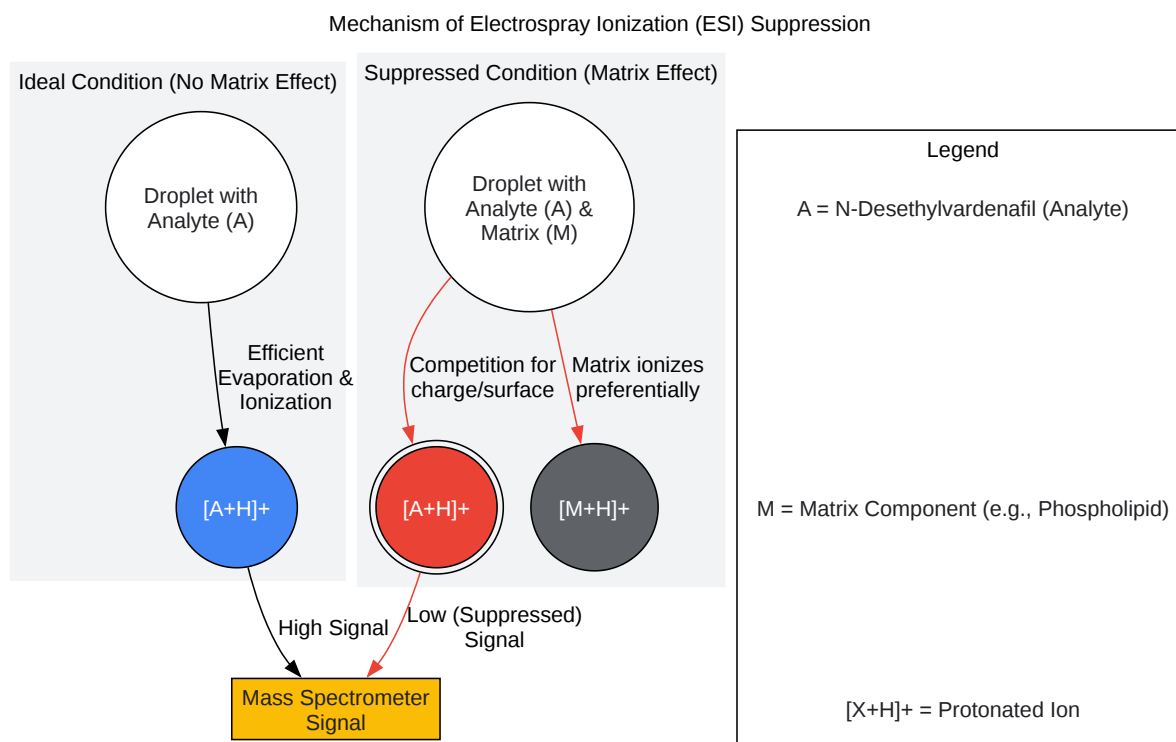 Mechanism of Electrospray Ionization (ESI) Suppression
Ideal Condition (No Matrix Effect)
Droplet with
Analyte (A)
Efficient
Evaporation &
Ionization
[A+H]+
High Signal
Suppressed Condition (Matrix Effect)
Droplet with
Analyte (A) &
Matrix (M)
Competition for
charge/surface
Matrix ionizes
preferentially
[A+H]+
[M+H]+
Low (Suppressed)
Signal
Mass Spectrometer
Signal
Legend
A = N-Desethylvardenafil (Analyte)
M = Matrix Component (e.g., Phospholipid)
[X+H]+ = Protonated Ion